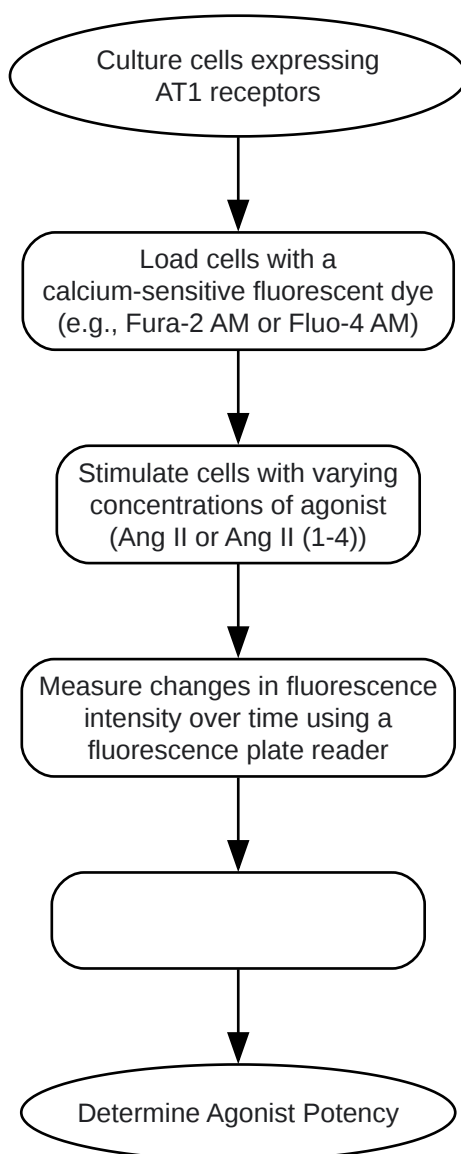 Culture cells expressing
AT1 receptors
Load cells with a
calcium-sensitive fluorescent dye
(e.g., Fura-2 AM or Fluo-4 AM)
Stimulate cells with varying
concentrations of agonist
(Ang II or Ang II (1-4))
Measure changes in fluorescence
intensity over time using a
fluorescence plate reader
Determine Agonist Potency